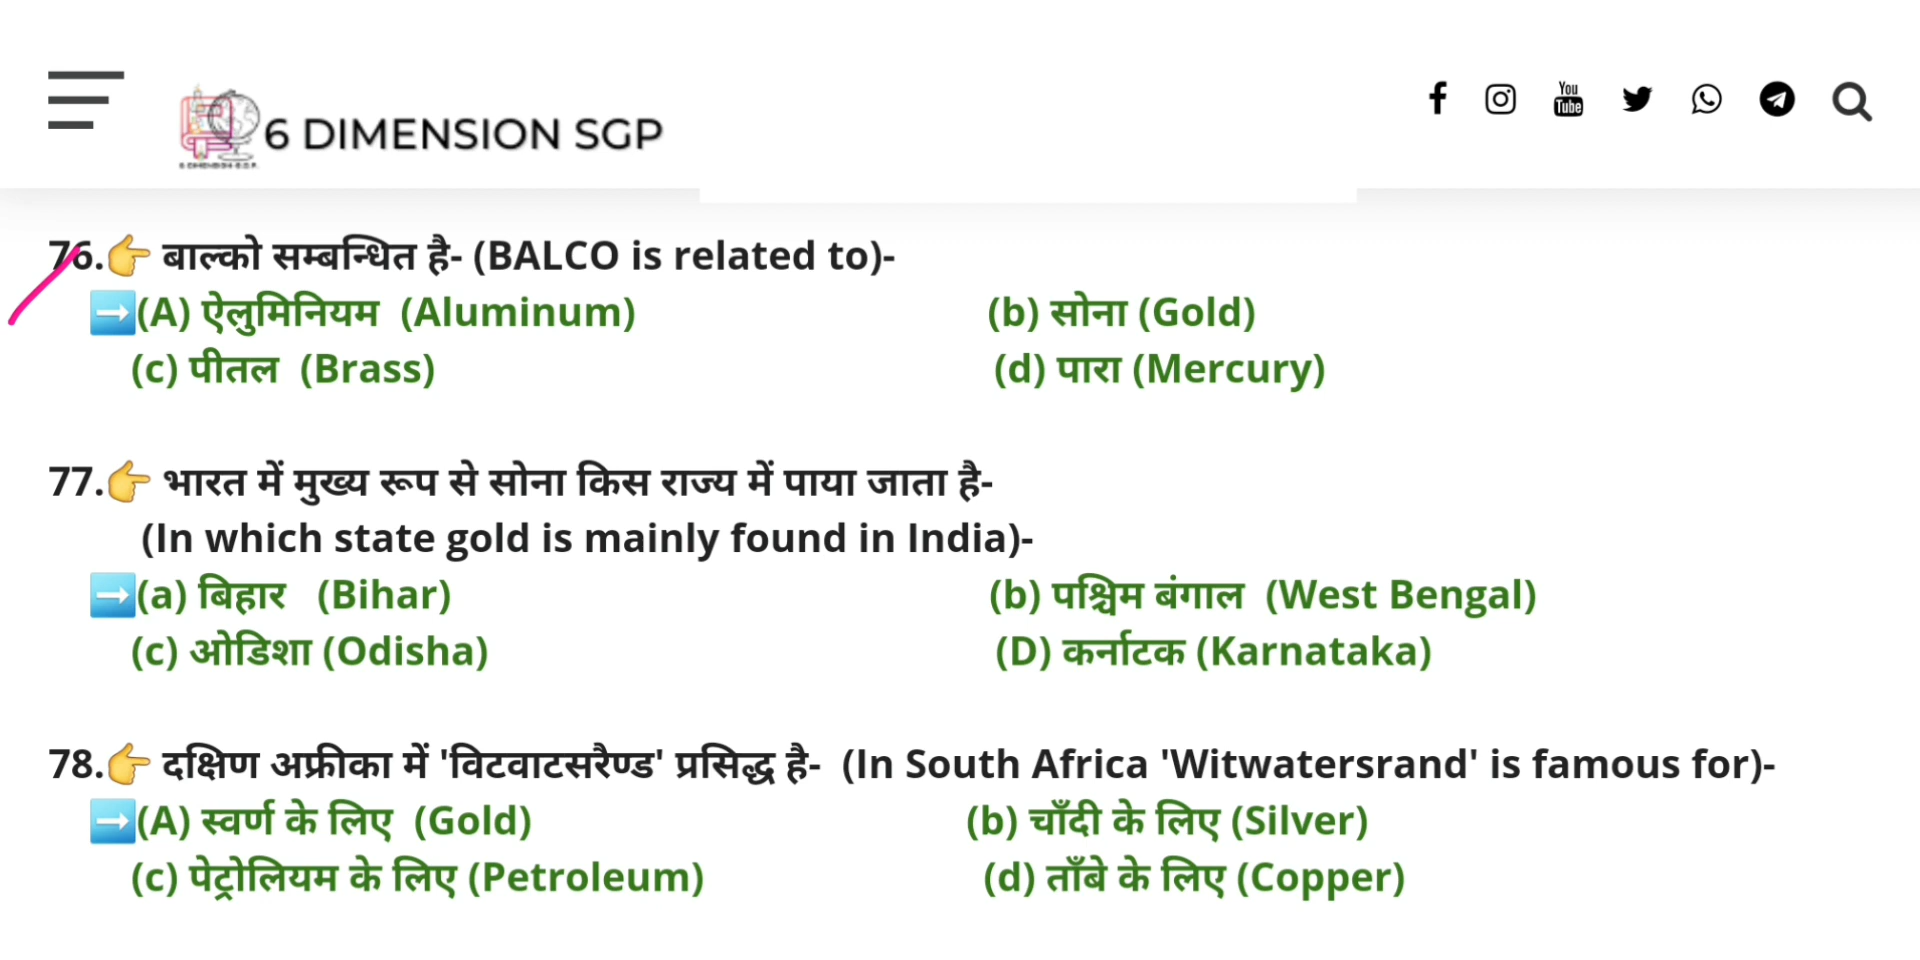 6 DIMENSION SGP
You Tube
76.👉 बाल्को सम्बन्धित है- (BALCO is related to)-
➡(A) ऐलुमिनियम (Aluminum) (b) सोना (Gold)
(c) पीतल (Brass) (d) पारा (Mercury)
77.👉 भारत में मुख्य रूप से सोना किस राज्य में पाया जाता है-
(In which state gold is mainly found in India)-
➡(a) बिहार (Bihar) (b) पश्चिम बंगाल (West Bengal)
(c) ओडिशा (Odisha) (D) कर्नाटक (Karnataka)
78.👉 दक्षिण अफ्रीका में 'विटवाटसरैण्ड' प्रसिद्ध है- (In South Africa 'Witwatersrand' is famous for)-
➡(A) स्वर्ण के लिए (Gold) (b) चाँदी के लिए (Silver)
(c) पेट्रोलियम के लिए (Petroleum) (d) ताँबे के लिए (Copper)